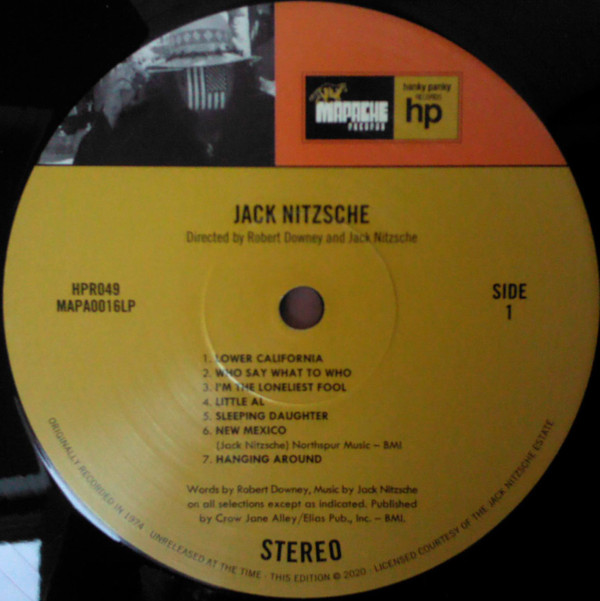 MAPACHE
RECORDS
hanky panky
RECORDS
hp
JACK NITZSCHE
Directed by Robert Downey and Jack Nitzsche
HPR049
MAPA0016LP
SIDE
1
1. LOWER CALIFORNIA
2. WHO SAY WHAT TO WHO
3. I'M THE LONELIEST FOOL
4. LITTLE AL
5. SLEEPING DAUGHTER
6. NEW MEXICO
(Jack Nitzsche) Northspur Music – BMI
7. HANGING AROUND
Words by Robert Downey, Music by Jack Nitzsche
on all selections except as indicated. Published
by Crow Jane Alley/Elias Pub., Inc. – BMI.
STEREO
ORIGINALLY RECORDED IN 1974 · UNRELEASED AT THE TIME · THIS EDITION © 2020 · LICENSED COURTESY OF THE JACK NITZSCHE ESTATE